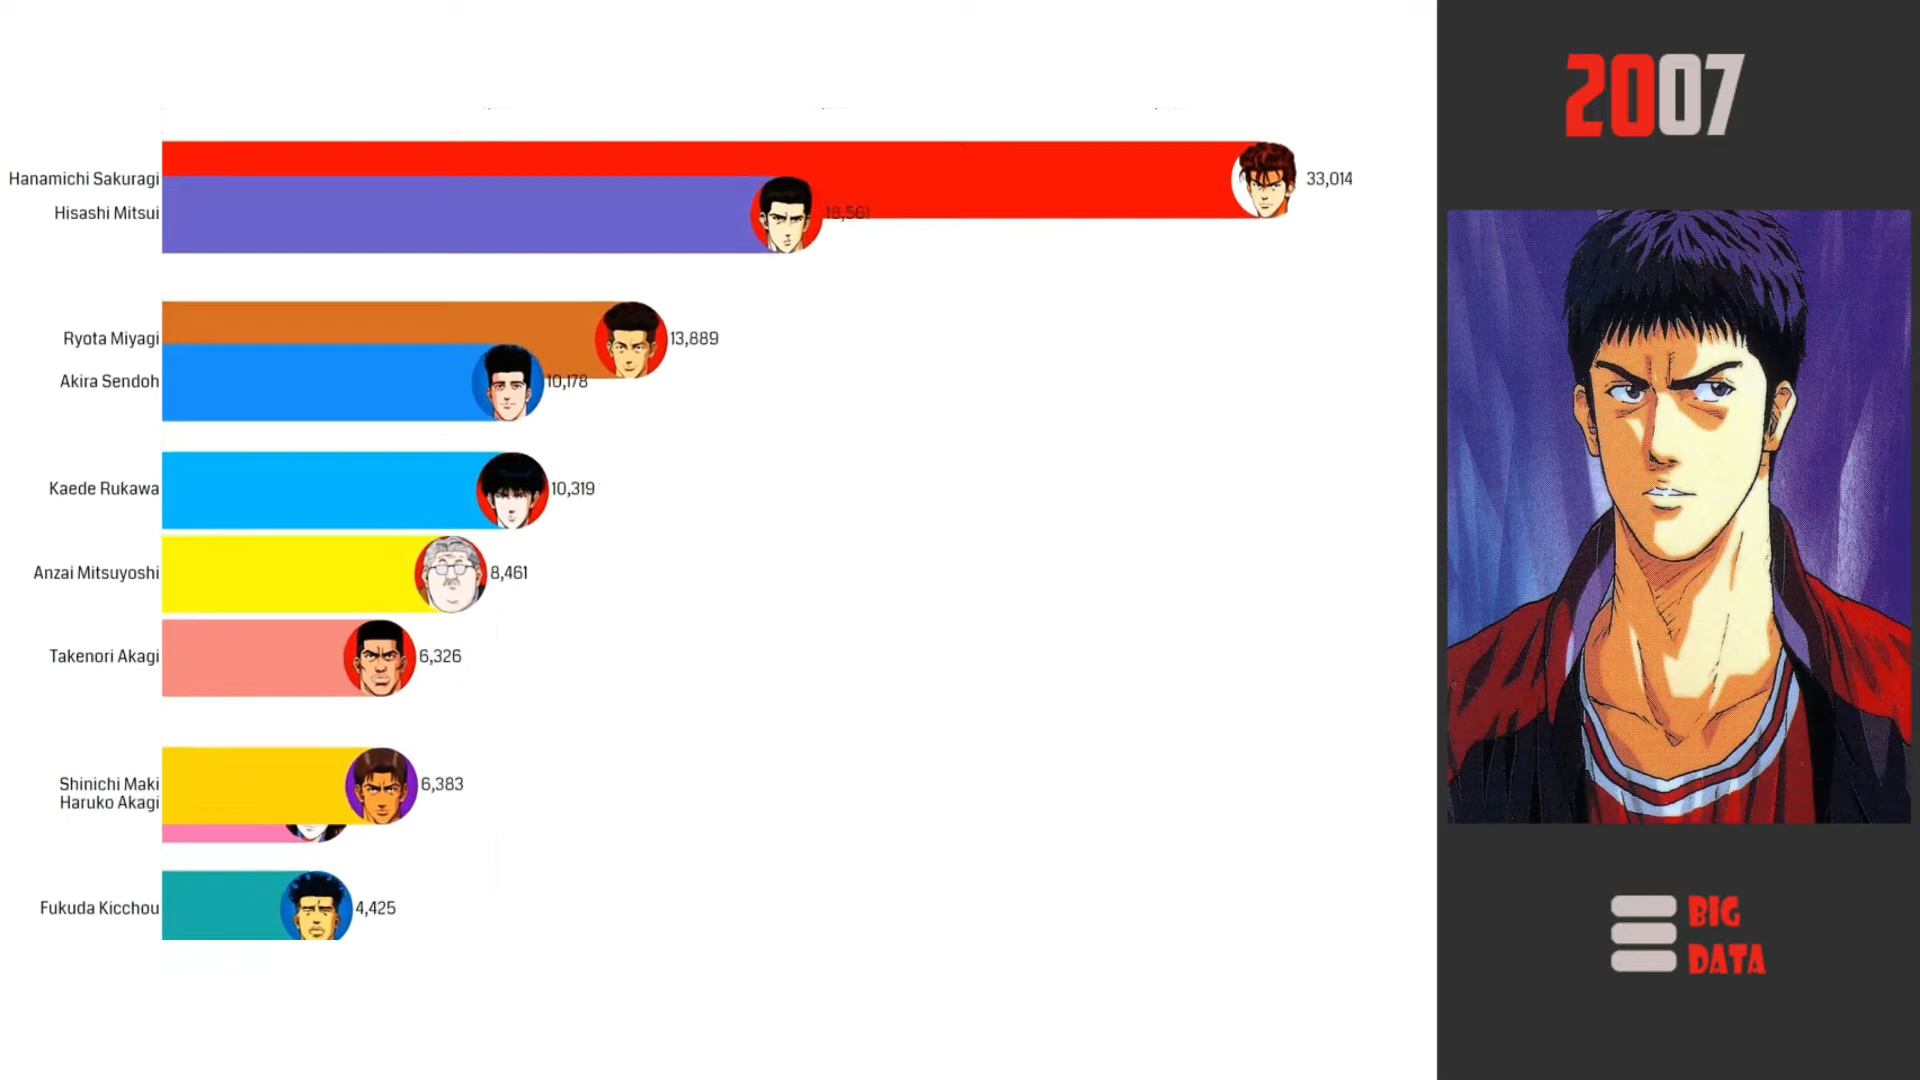 2007
Hanamichi Sakuragi 33,014
Hisashi Mitsui 18,561
Ryota Miyagi 13,889
Akira Sendoh 10,178
Kaede Rukawa 10,319
Anzai Mitsuyoshi 8,461
Takenori Akagi 6,326
Shinichi Maki 6,383
Haruko Akagi
Fukuda Kicchou 4,425
BIG
DATA